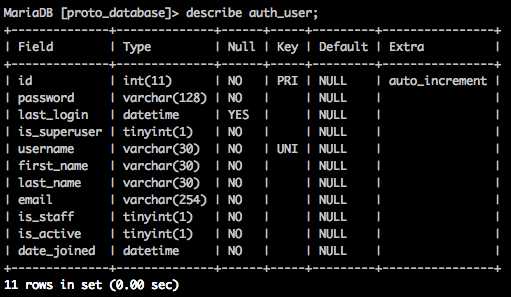 MariaDB [proto_database]> describe auth_user;
+--------------+--------------+------+-----+---------+----------------+
| Field        | Type         | Null | Key | Default | Extra          |
+--------------+--------------+------+-----+---------+----------------+
| id           | int(11)      | NO   | PRI | NULL    | auto_increment |
| password     | varchar(128) | NO   |     | NULL    |                |
| last_login   | datetime     | YES  |     | NULL    |                |
| is_superuser | tinyint(1)   | NO   |     | NULL    |                |
| username     | varchar(30)  | NO   | UNI | NULL    |                |
| first_name   | varchar(30)  | NO   |     | NULL    |                |
| last_name    | varchar(30)  | NO   |     | NULL    |                |
| email        | varchar(254) | NO   |     | NULL    |                |
| is_staff     | tinyint(1)   | NO   |     | NULL    |                |
| is_active    | tinyint(1)   | NO   |     | NULL    |                |
| date_joined  | datetime     | NO   |     | NULL    |                |
+--------------+--------------+------+-----+---------+----------------+
11 rows in set (0.00 sec)